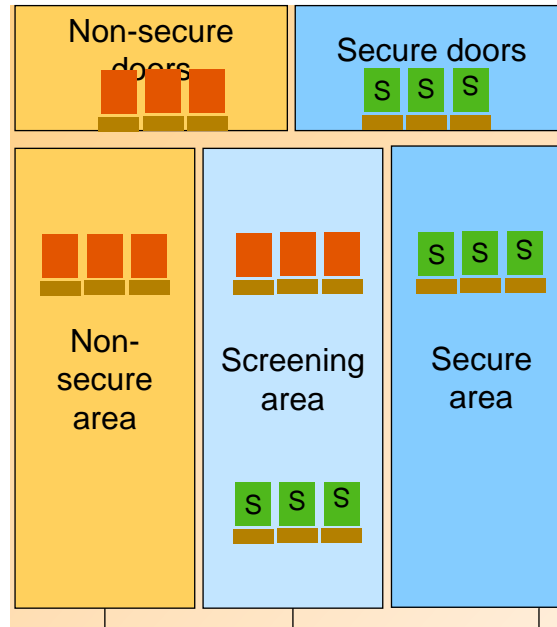 Non-secure
doors
Secure doors
S S S
S S S
Non-
secure
area
Screening
area
Secure
area
S S S